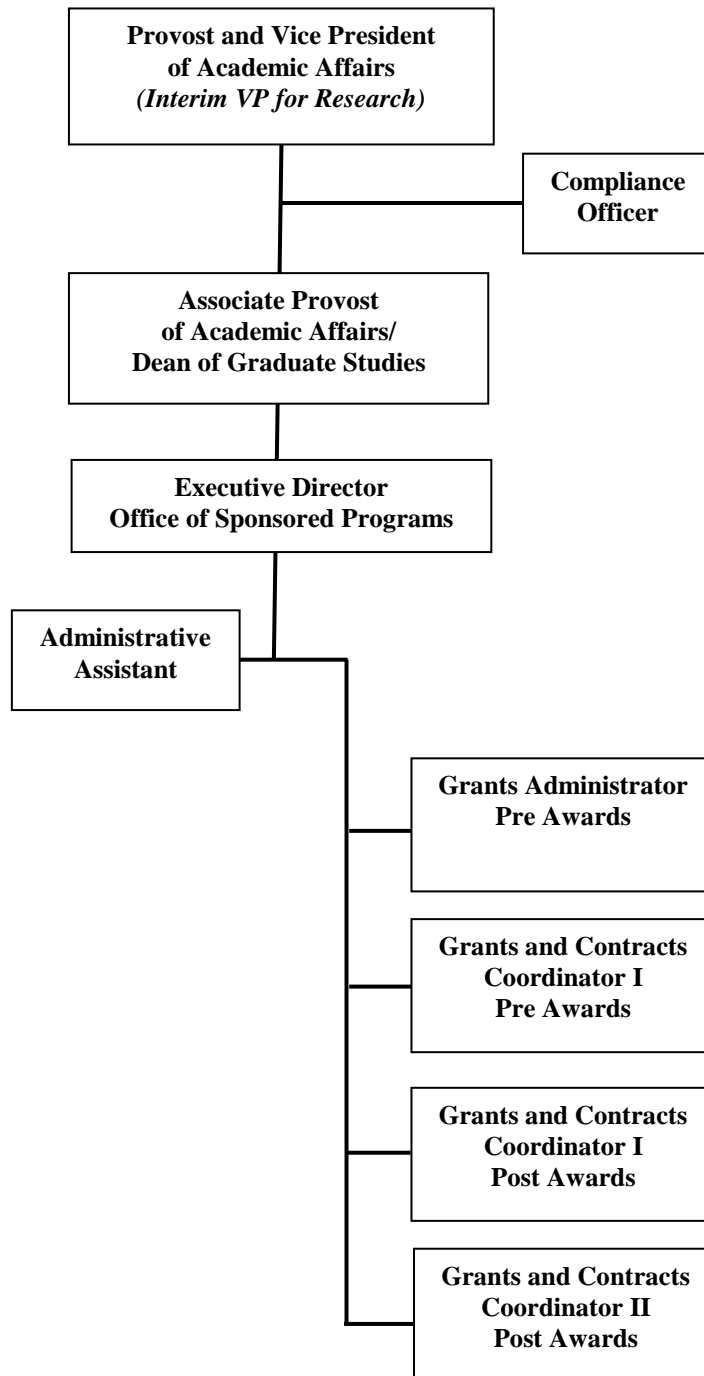 Provost and Vice President
of Academic Affairs
(Interim VP for Research)
Compliance
Officer
Associate Provost
of Academic Affairs/
Dean of Graduate Studies
Executive Director
Office of Sponsored Programs
Administrative
Assistant
Grants Administrator
Pre Awards
Grants and Contracts
Coordinator I
Pre Awards
Grants and Contracts
Coordinator I
Post Awards
Grants and Contracts
Coordinator II
Post Awards